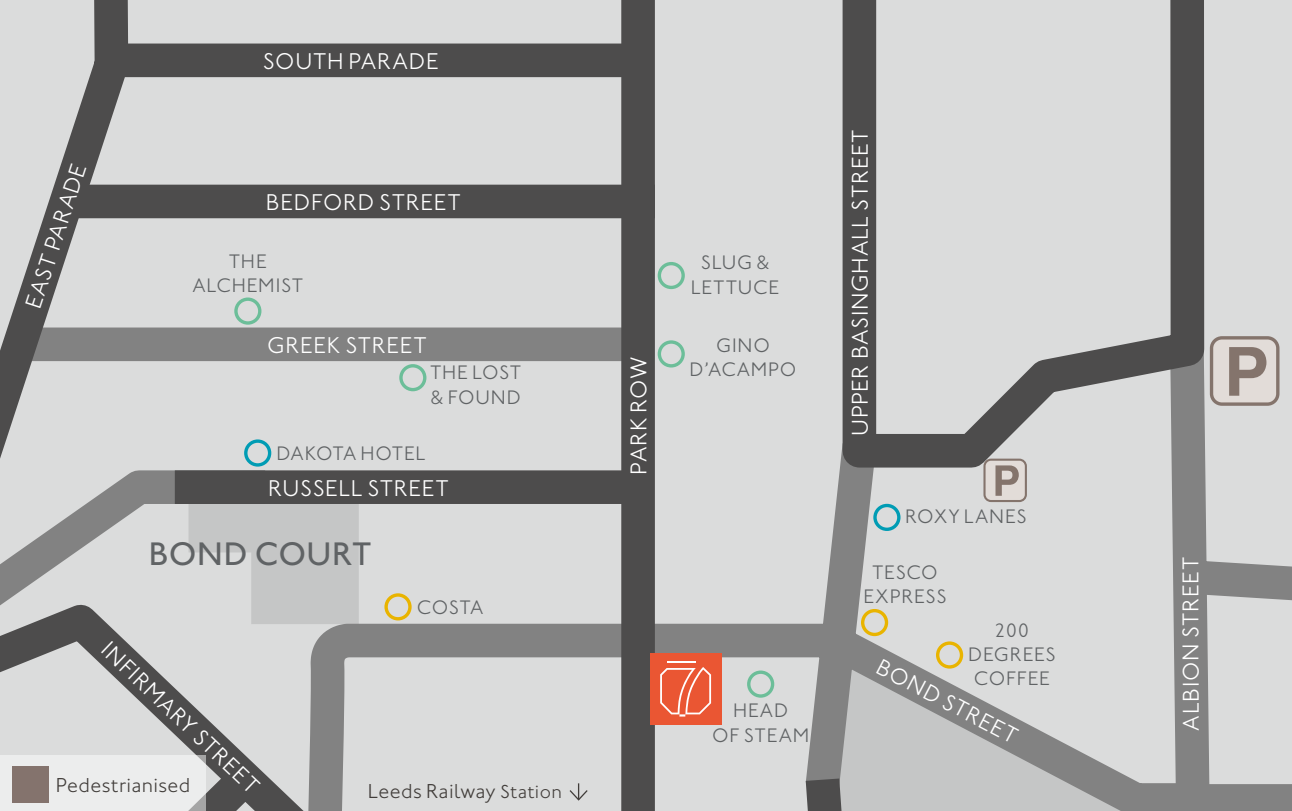 SOUTH PARADE
UPPER BASINGHALL STREET
EAST PARADE
BEDFORD STREET
THE
ALCHEMIST
SLUG &
LETTUCE
GREEK STREET
GINO
D'ACAMPO
THE LOST
& FOUND
PARK ROW
P
DAKOTA HOTEL
RUSSELL STREET
P
ROXY LANES
BOND COURT
TESCO
EXPRESS
COSTA
200
DEGREES
COFFEE
ALBION STREET
INFIRMARY STREET
BOND STREET
7
HEAD
OF STEAM
Pedestrianised
Leeds Railway Station ↓